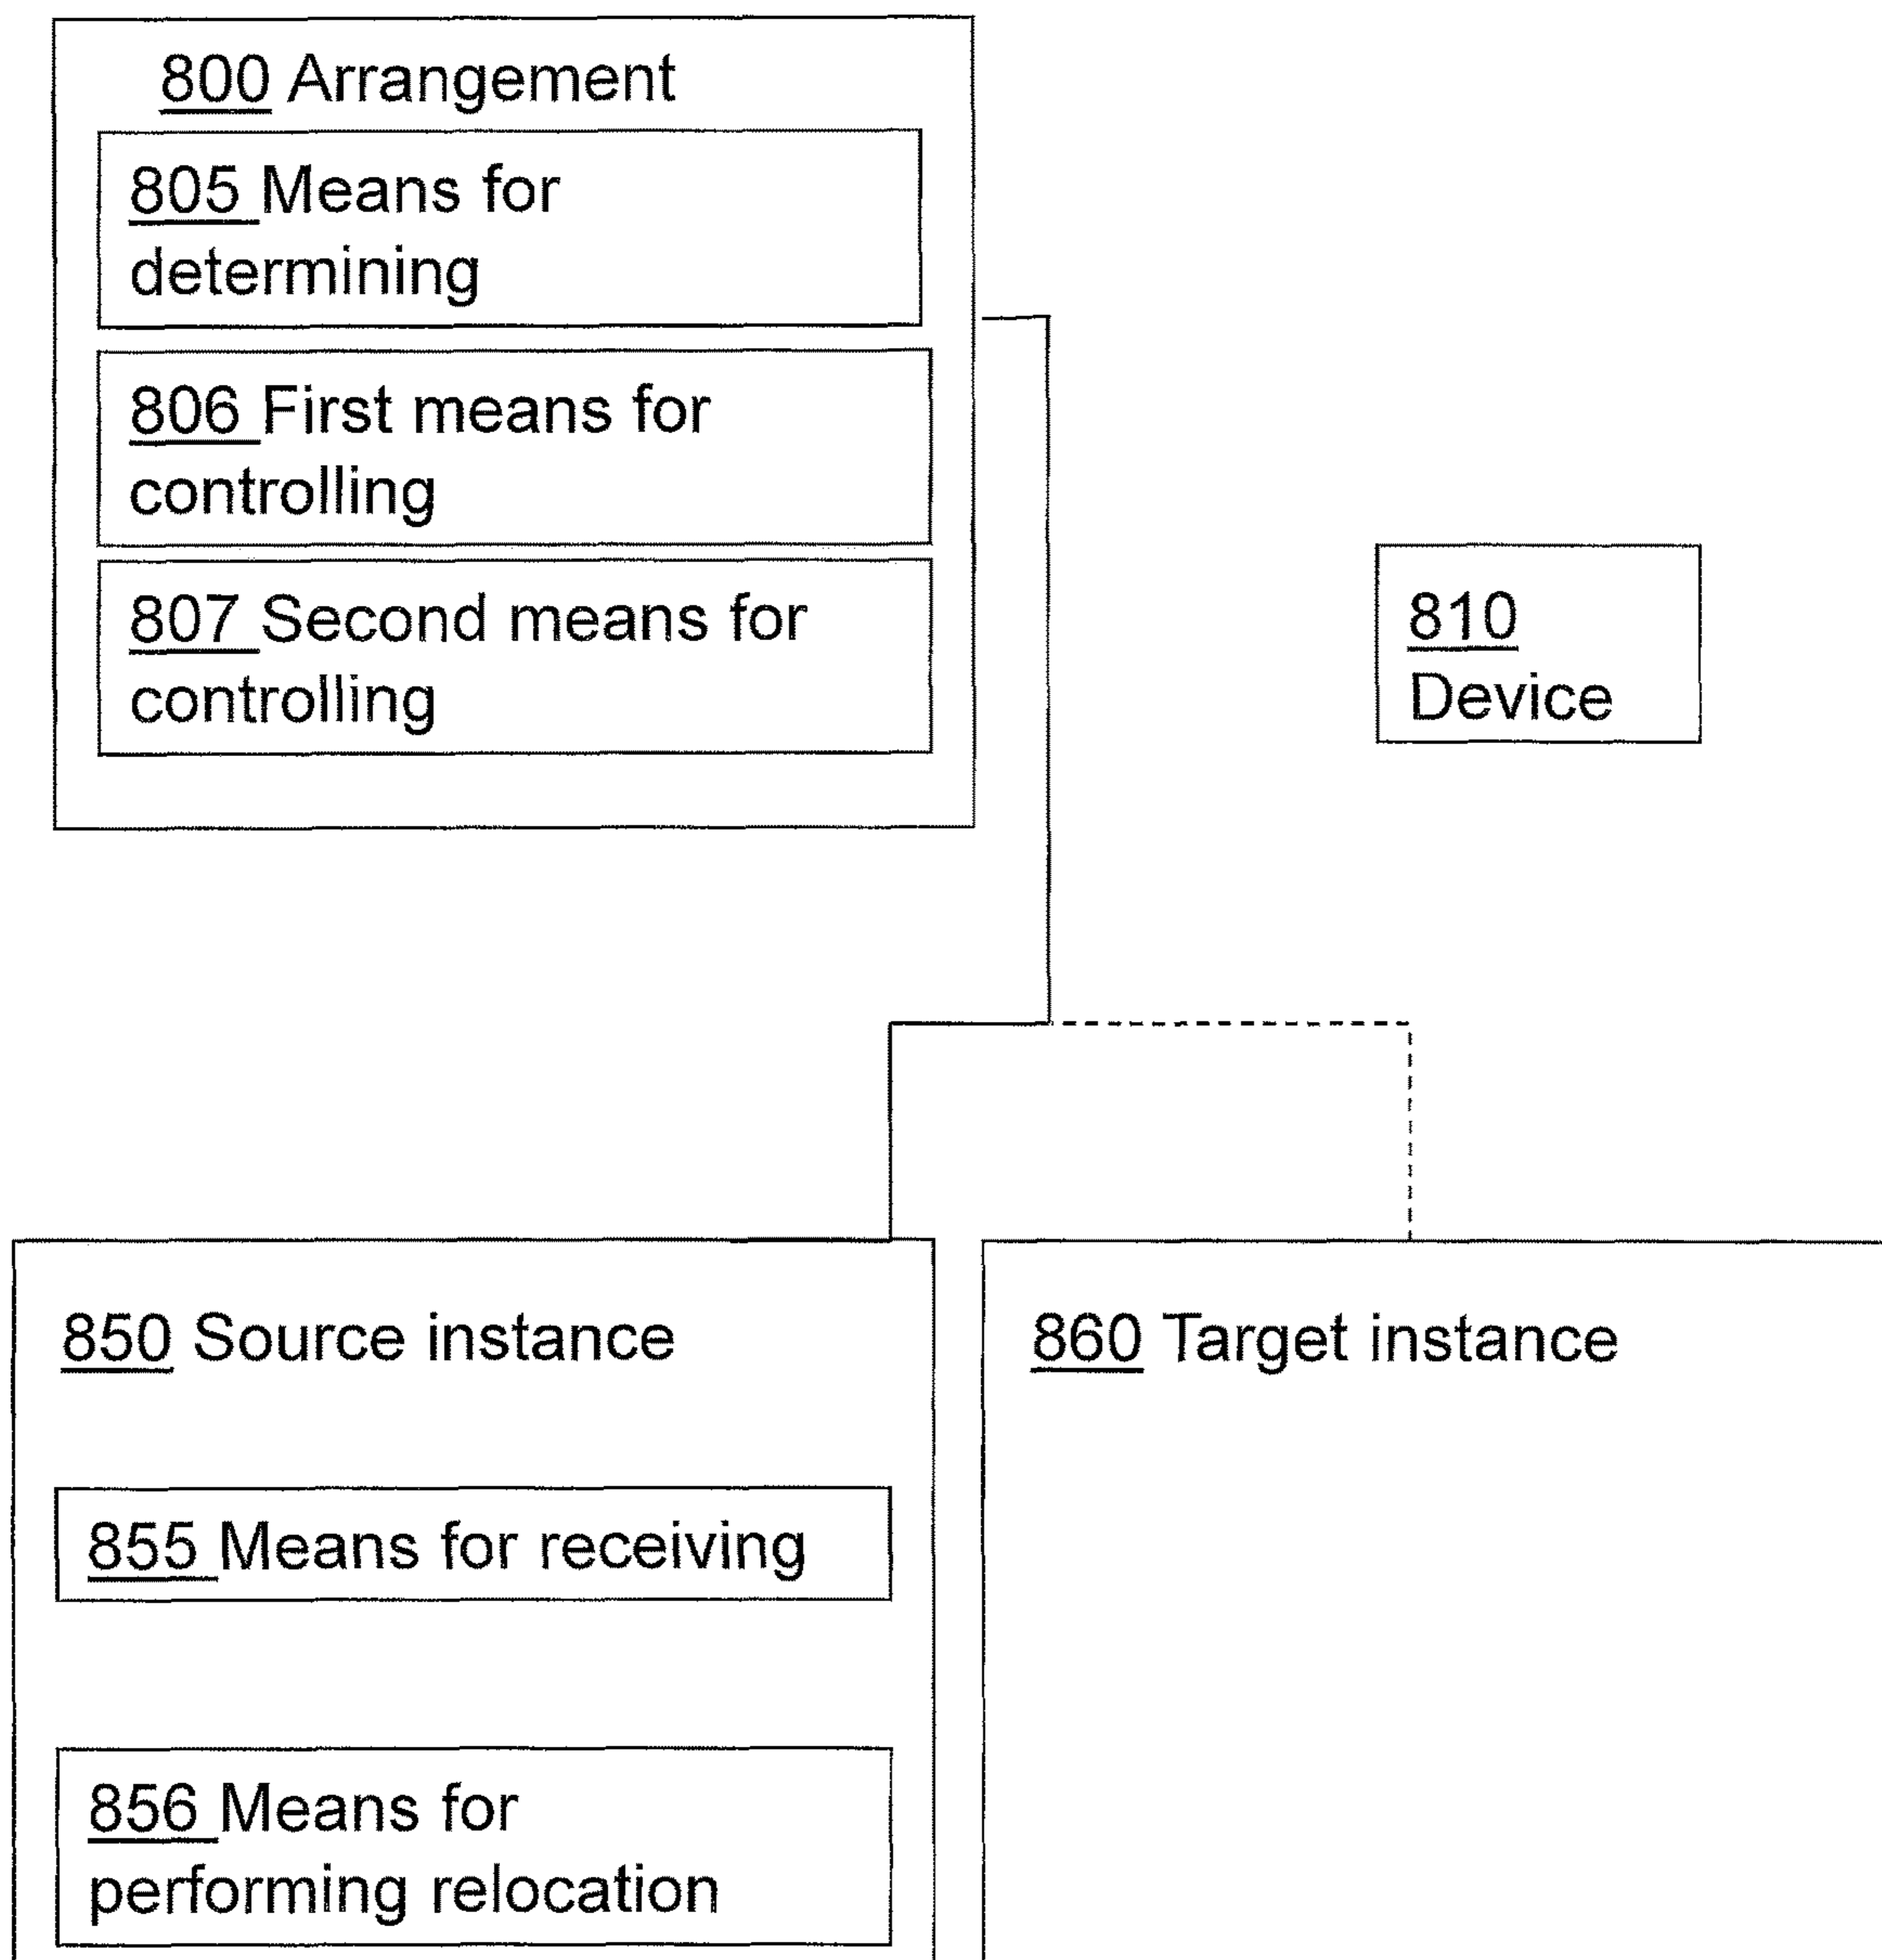 800 Arrangement
805 Means for
determining
806 First means for
controlling
807 Second means for
controlling
810
Device
850 Source instance
855 Means for receiving
856 Means for
performing relocation
860 Target instance